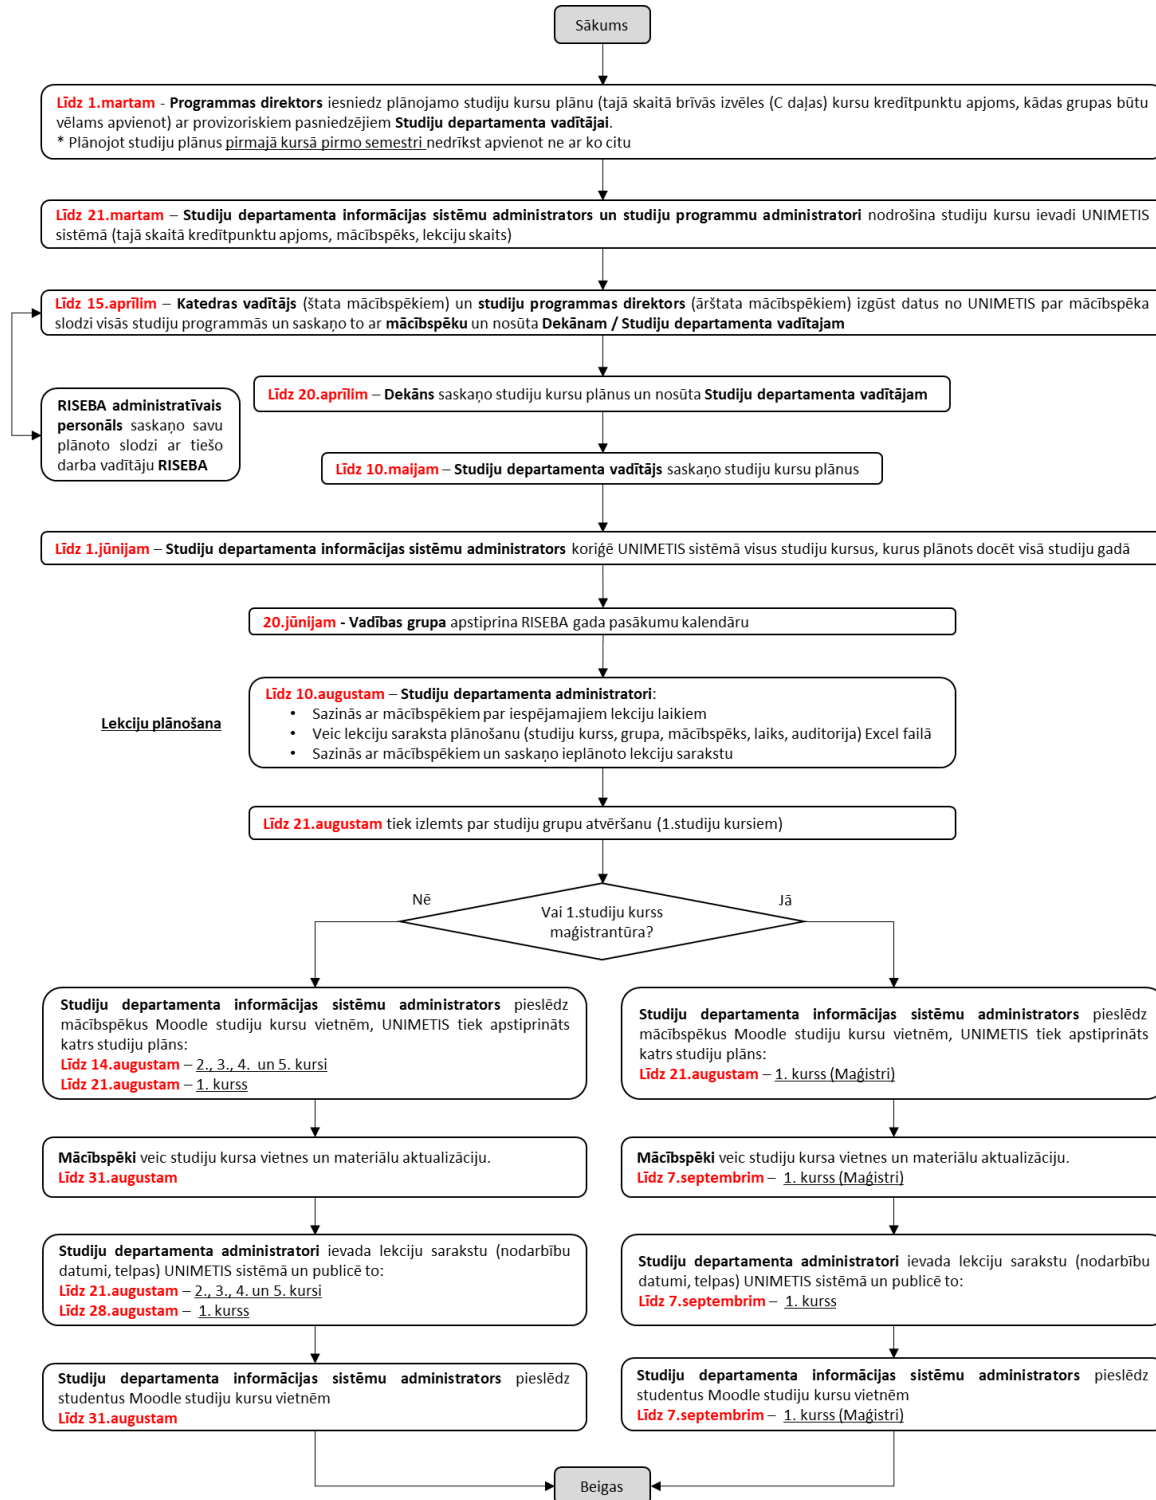 Sākums
Līdz 1.martam - Programmas direktors iesniedz plānojamo studiju kursu plānu (tajā skaitā brīvās izvēles (C daļas) kursu kredītpunktu apjoms, kādas grupas būtu
vēlams apvienot) ar provizoriskiem pasniedzējiem Studiju departamenta vadītājai.
* Plānojot studiju plānus pirmajā kursā pirmo semestri nedrīkst apvienot ne ar ko citu
Līdz 21.martam – Studiju departamenta informācijas sistēmu administrators un studiju programmu administratori nodrošina studiju kursu ievadi UNIMETIS
sistēmā (tajā skaitā kredītpunktu apjoms, mācībspēks, lekciju skaits)
Līdz 15.aprīlim – Katedras vadītājs (štata mācībspēkiem) un studiju programmas direktors (ārštata mācībspēkiem) izgūst datus no UNIMETIS par mācībspēka
slodzi visās studiju programmās un saskaņo to ar mācībspēku un nosūta Dekānam / Studiju departamenta vadītajam
RISEBA administratīvais
personāls saskaņo savu
plānoto slodzi ar tiešo
darba vadītāju RISEBA
Līdz 20.aprīlim – Dekāns saskaņo studiju kursu plānus un nosūta Studiju departamenta vadītājam
Līdz 10.maijam – Studiju departamenta vadītājs saskaņo studiju kursu plānus
Līdz 1.jūnijam – Studiju departamenta informācijas sistēmu administrators koriģē UNIMETIS sistēmā visus studiju kursus, kurus plānots docēt visā studiju gadā
20.jūnijam - Vadības grupa apstiprina RISEBA gada pasākumu kalendāru
Lekciju plānošana
Līdz 10.augustam – Studiju departamenta administratori:
• Sazinās ar mācībspēkiem par iespējamajiem lekciju laikiem
• Veic lekciju saraksta plānošanu (studiju kurss, grupa, mācībspēks, laiks, auditorija) Excel failā
• Sazinās ar mācībspēkiem un saskaņo ieplānoto lekciju sarakstu
Līdz 21.augustam tiek izlemts par studiju grupu atvēršanu (1.studiju kursiem)
Nē
Jā
Vai 1.studiju kurss
maģistrantūra?
Studiju departamenta informācijas sistēmu administrators pieslēdz
mācībspēkus Moodle studiju kursu vietnēm, UNIMETIS tiek apstiprināts
katrs studiju plāns:
Līdz 14.augustam – 2., 3., 4. un 5. kursi
Līdz 21.augustam – 1. kurss
Studiju departamenta informācijas sistēmu administrators pieslēdz
mācībspēkus Moodle studiju kursu vietnēm, UNIMETIS tiek apstiprināts
katrs studiju plāns:
Līdz 21.augustam – 1. kurss (Maģistri)
Mācībspēki veic studiju kursa vietnes un materiālu aktualizāciju.
Līdz 31.augustam
Mācībspēki veic studiju kursa vietnes un materiālu aktualizāciju.
Līdz 7.septembrim – 1. kurss (Maģistri)
Studiju departamenta administratori ievada lekciju sarakstu (nodarbību
datumi, telpas) UNIMETIS sistēmā un publicē to:
Līdz 21.augustam – 2., 3., 4. un 5. kursi
Līdz 28.augustam – 1. kurss
Studiju departamenta administratori ievada lekciju sarakstu (nodarbību
datumi, telpas) UNIMETIS sistēmā un publicē to:
Līdz 7.septembrim – 1. kurss
Studiju departamenta informācijas sistēmu administrators pieslēdz
studentus Moodle studiju kursu vietnēm
Līdz 31.augustam
Studiju departamenta informācijas sistēmu administrators pieslēdz
studentus Moodle studiju kursu vietnēm
Līdz 7.septembrim – 1. kurss (Maģistri)
Beigas